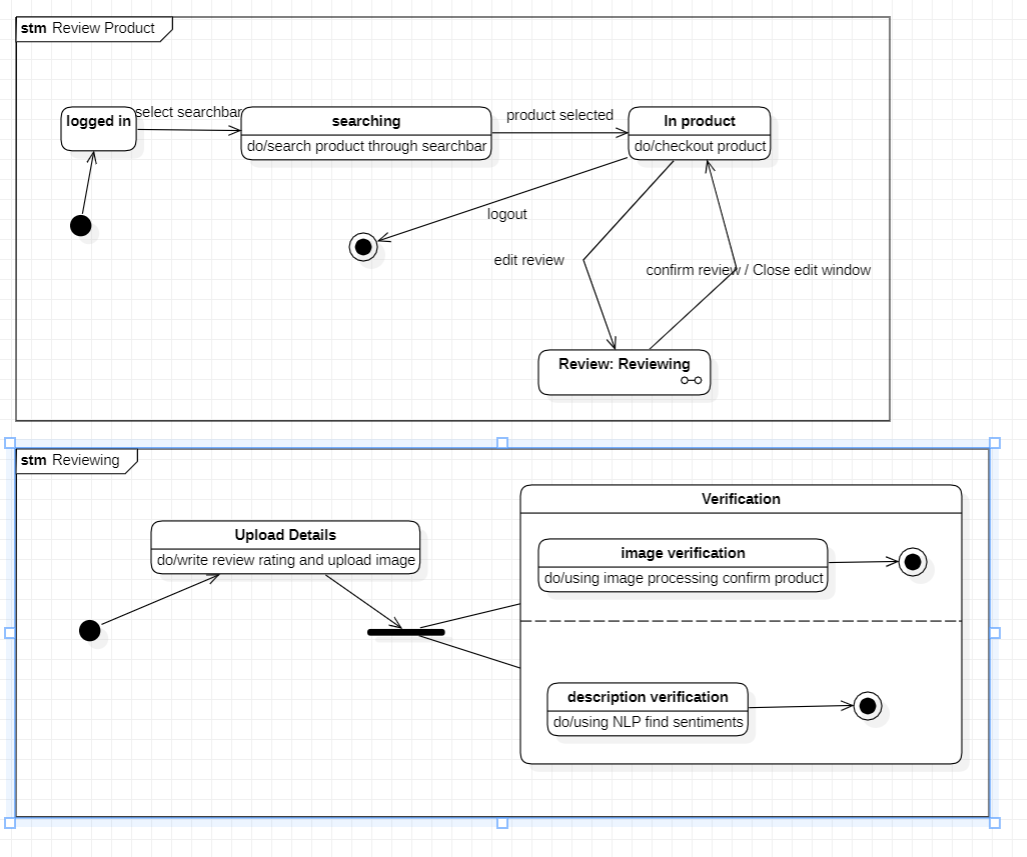 stm Review Product
logged in
select searchbar
searching
do/search product through searchbar
product selected
In product
do/checkout product
logout
edit review
confirm review / Close edit window
Review: Reviewing
stm Reviewing
Upload Details
do/write review rating and upload image
Verification
image verification
do/using image processing confirm product
description verification
do/using NLP find sentiments